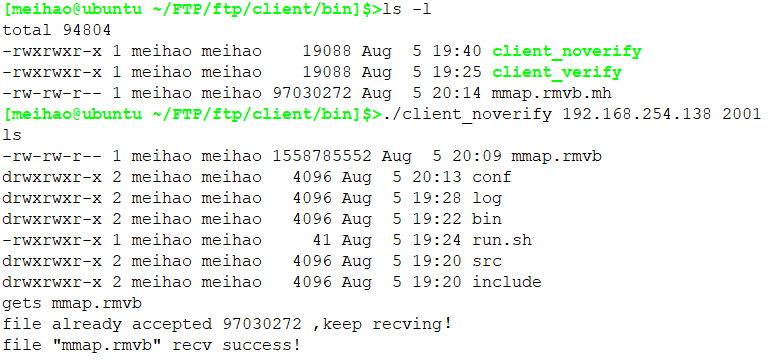 [meihao@ubuntu ~/FTP/ftp/client/bin]$>ls -l
total 94804
-rwxrwxr-x 1 meihao meihao    19088 Aug  5 19:40 client_noverify
-rwxrwxr-x 1 meihao meihao    19088 Aug  5 19:25 client_verify
-rw-rw-r-- 1 meihao meihao 97030272 Aug  5 20:14 mmap.rmvb.mh
[meihao@ubuntu ~/FTP/ftp/client/bin]$>./client_noverify 192.168.254.138 2001
ls
-rw-rw-r-- 1 meihao meihao 1558785552 Aug  5 20:09 mmap.rmvb
drwxrwxr-x 2 meihao meihao   4096 Aug  5 20:13 conf
drwxrwxr-x 2 meihao meihao   4096 Aug  5 19:28 log
drwxrwxr-x 2 meihao meihao   4096 Aug  5 19:22 bin
-rwxrwxr-x 1 meihao meihao     41 Aug  5 19:24 run.sh
drwxrwxr-x 2 meihao meihao   4096 Aug  5 19:20 src
drwxrwxr-x 2 meihao meihao   4096 Aug  5 19:20 include
gets mmap.rmvb
file already accepted 97030272 ,keep recving!
file "mmap.rmvb" recv success!